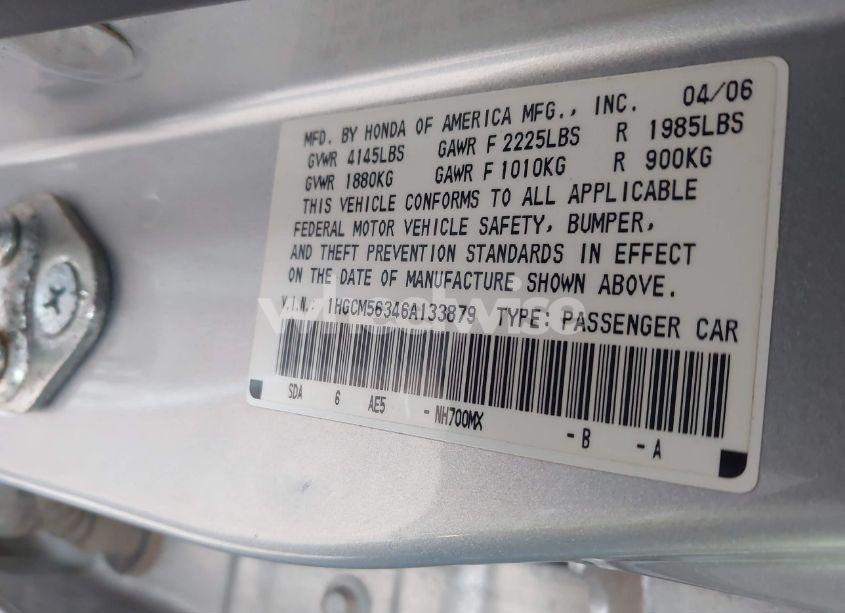 MFD. BY HONDA OF AMERICA MFG., INC. 04/06
GVWR 4145LBS GAWR F 2225LBS R 1985LBS
GVWR 1880KG GAWR F 1010KG R 900KG
THIS VEHICLE CONFORMS TO ALL APPLICABLE
FEDERAL MOTOR VEHICLE SAFETY, BUMPER,
AND THEFT PREVENTION STANDARDS IN EFFECT
ON THE DATE OF MANUFACTURE SHOWN ABOVE.
V.I.N. 1HGCM56346A133879 TYPE: PASSENGER CAR
wheelwise
SDA 6 AE5 - NH700MX - B - A